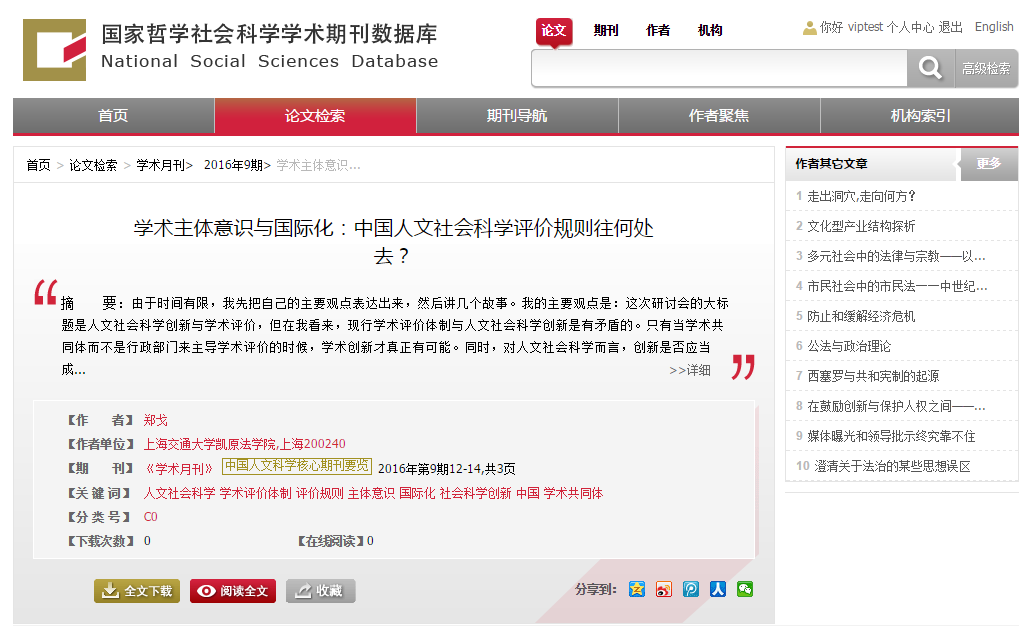 国家哲学社会科学学术期刊数据库
National Social Sciences Database
论文 期刊 作者 机构
你好 viptest 个人中心 退出 English
高级检索
首页 论文检索 期刊导航 作者聚焦 机构索引
首页 > 论文检索 > 学术月刊> 2016年9期> 学术主体意识...
学术主体意识与国际化：中国人文社会科学评价规则往何处
去？
摘 要：由于时间有限，我先把自己的主要观点表达出来，然后讲几个故事。我的主要观点是：这次研讨会的大标
题是人文社会科学创新与学术评价，但在我看来，现行学术评价体制与人文社会科学创新是有矛盾的。只有当学术共
同体而不是行政部门来主导学术评价的时候，学术创新才真正有可能。同时，对人文社会科学而言，创新是否应当
成...
>>详细
【作 者】 郑戈
【作者单位】 上海交通大学凯原法学院,上海200240
【期 刊】 《学术月刊》 中国人文科学核心期刊要览 2016年第9期12-14,共3页
【关 键 词】 人文社会科学 学术评价体制 评价规则 主体意识 国际化 社会科学创新 中国 学术共同体
【分 类 号】 C0
【下载次数】 0 【在线阅读】0
全文下载 阅读全文 收藏
分享到:
作者其它文章 更多
1 走出洞穴,走向何方？
2 文化型产业结构探析
3 多元社会中的法律与宗教——以...
4 市民社会中的市民法一一中世纪...
5 防止和缓解经济危机
6 公法与政治理论
7 西塞罗与共和宪制的起源
8 在鼓励创新与保护人权之间——...
9 媒体曝光和领导批示终究靠不住
10 澄清关于法治的某些思想误区